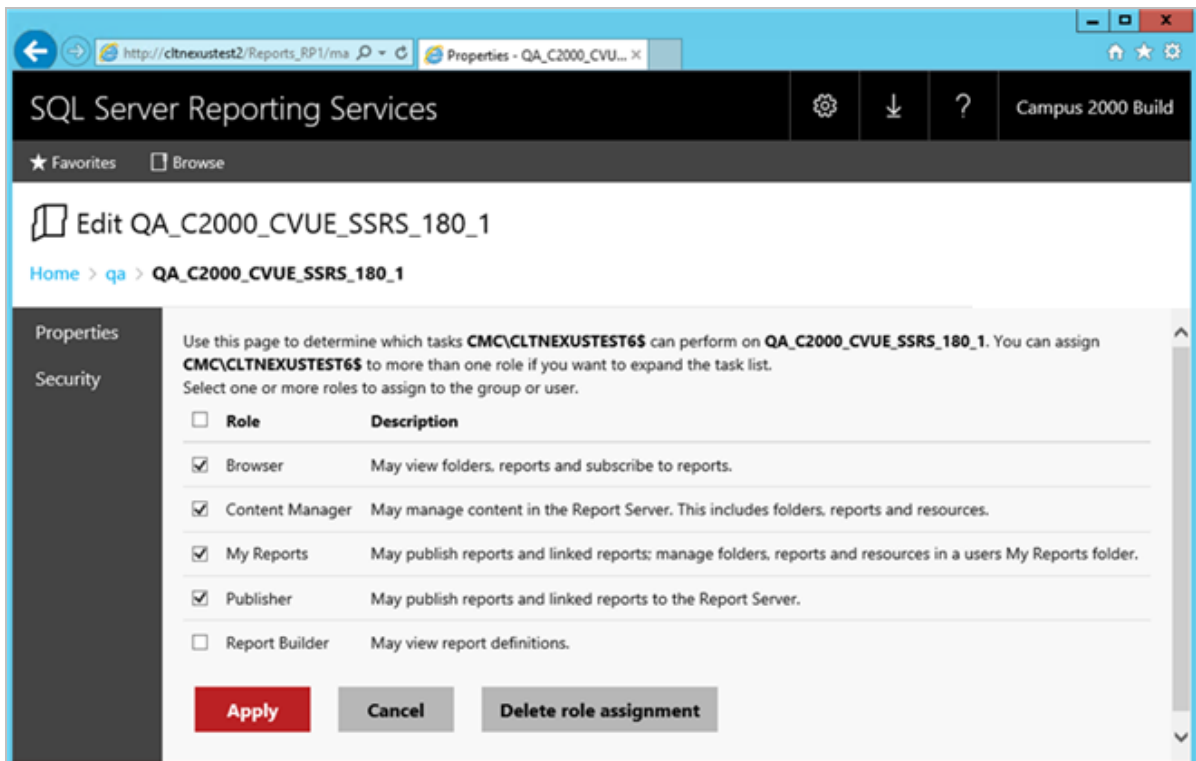 http://cltnexustest2/Reports_RP1/ma
Properties - QA_C2000_CVU...
SQL Server Reporting Services
?
Campus 2000 Build
Favorites
Browse
Edit QA_C2000_CVUE_SSRS_180_1
Home > qa > QA_C2000_CVUE_SSRS_180_1
Properties
Security
Use this page to determine which tasks CMC\CLTNEXUSTEST6$ can perform on QA_C2000_CVUE_SSRS_180_1. You can assign
CMC\CLTNEXUSTEST6$ to more than one role if you want to expand the task list.
Select one or more roles to assign to the group or user.
Role Description
Browser May view folders, reports and subscribe to reports.
Content Manager May manage content in the Report Server. This includes folders, reports and resources.
My Reports May publish reports and linked reports; manage folders, reports and resources in a users My Reports folder.
Publisher May publish reports and linked reports to the Report Server.
Report Builder May view report definitions.
Apply Cancel Delete role assignment